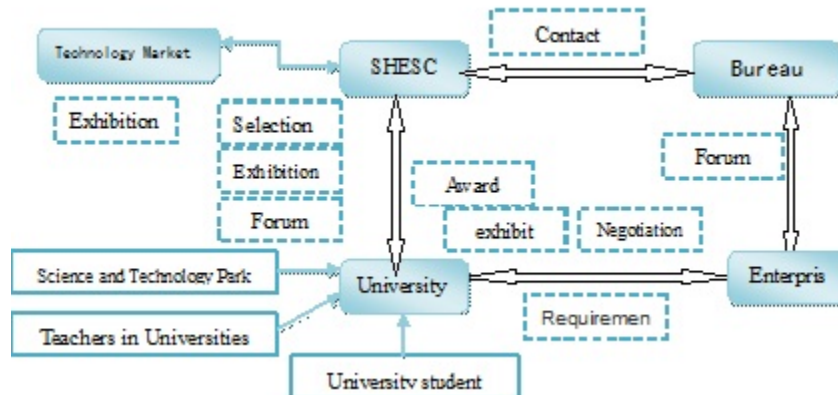 Contact
Technology Market
SHESC
Bureau
Exhibition
Selection
Exhibition
Forum
Forum
Award
exhibit
Negotiation
Science and Technology Park
University
Enterpris
Teachers in Universities
Requiremen
University student